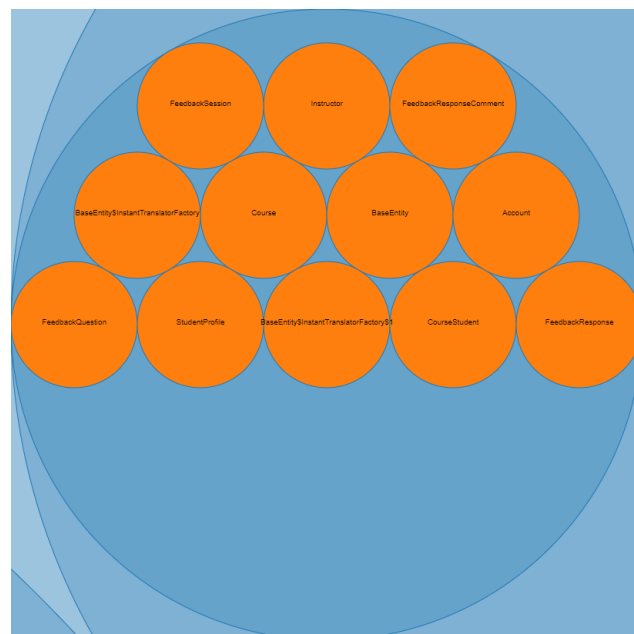 FeedbackSession
Instructor
FeedbackResponseComment
BaseEntity$InstantTranslatorFactory
Course
BaseEntity
Account
FeedbackQuestion
StudentProfile
BaseEntity$InstantTranslatorFactory$1
CourseStudent
FeedbackResponse